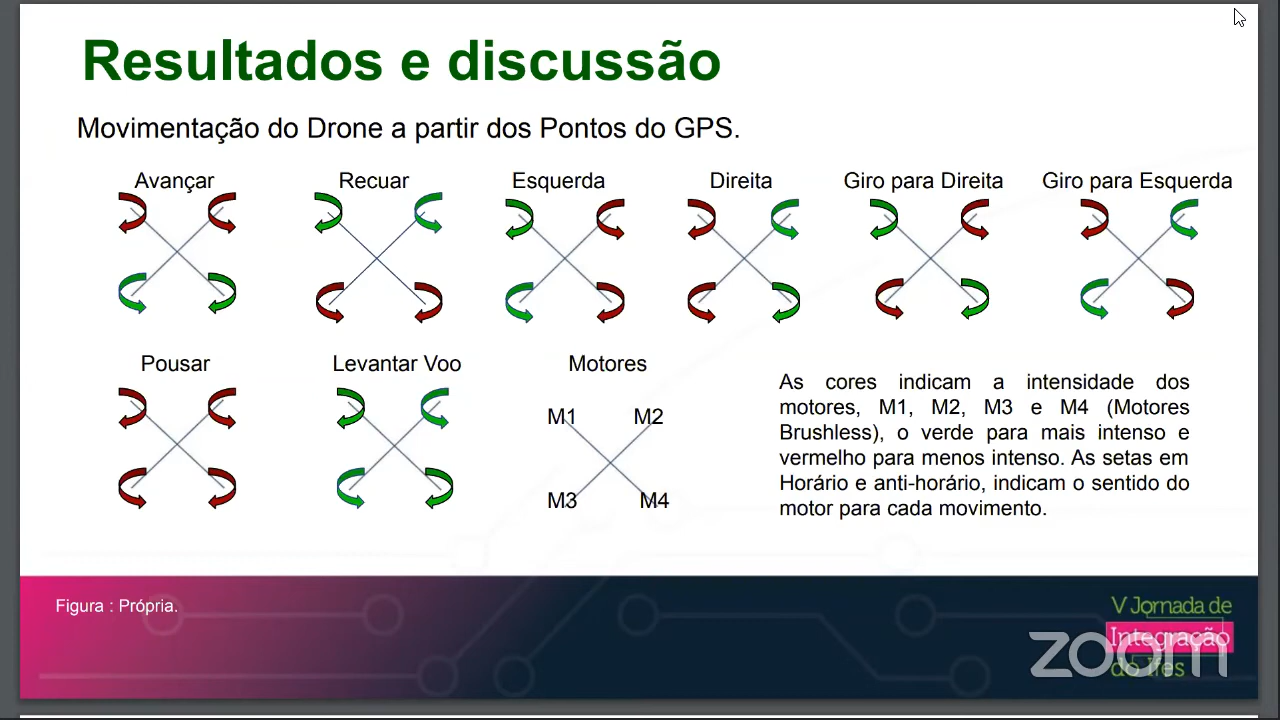 Resultados e discussão
Movimentação do Drone a partir dos Pontos do GPS.
Avançar
Recuar
Esquerda
Direita
Giro para Direita
Giro para Esquerda
Pousar
Levantar Voo
Motores
M1
M2
M3
M4
As cores indicam a intensidade dos
motores, M1, M2, M3 e M4 (Motores
Brushless), o verde para mais intenso e
vermelho para menos intenso. As setas em
Horário e anti-horário, indicam o sentido do
motor para cada movimento.
Figura : Própria.
V Jornada de
Integração
do Ifes
zoom